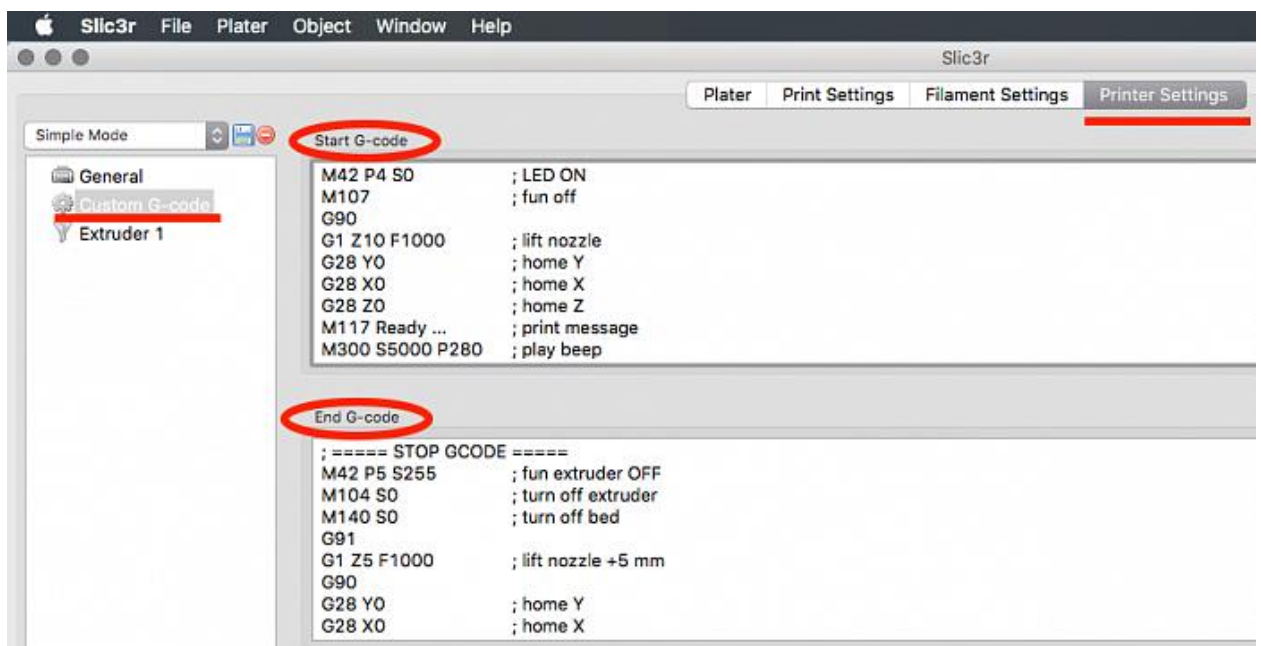 Slic3r File Plater Object Window Help
Slic3r
Plater Print Settings Filament Settings Printer Settings
Simple Mode
General
Custom G-code
Extruder 1
Start G-code
M42 P4 S0 ; LED ON
M107 ; fun off
G90
G1 Z10 F1000 ; lift nozzle
G28 Y0 ; home Y
G28 X0 ; home X
G28 Z0 ; home Z
M117 Ready ... ; print message
M300 S5000 P280 ; play beep
End G-code
; ===== STOP GCODE =====
M42 P5 S255 ; fun extruder OFF
M104 S0 ; turn off extruder
M140 S0 ; turn off bed
G91
G1 Z5 F1000 ; lift nozzle +5 mm
G90
G28 Y0 ; home Y
G28 X0 ; home X